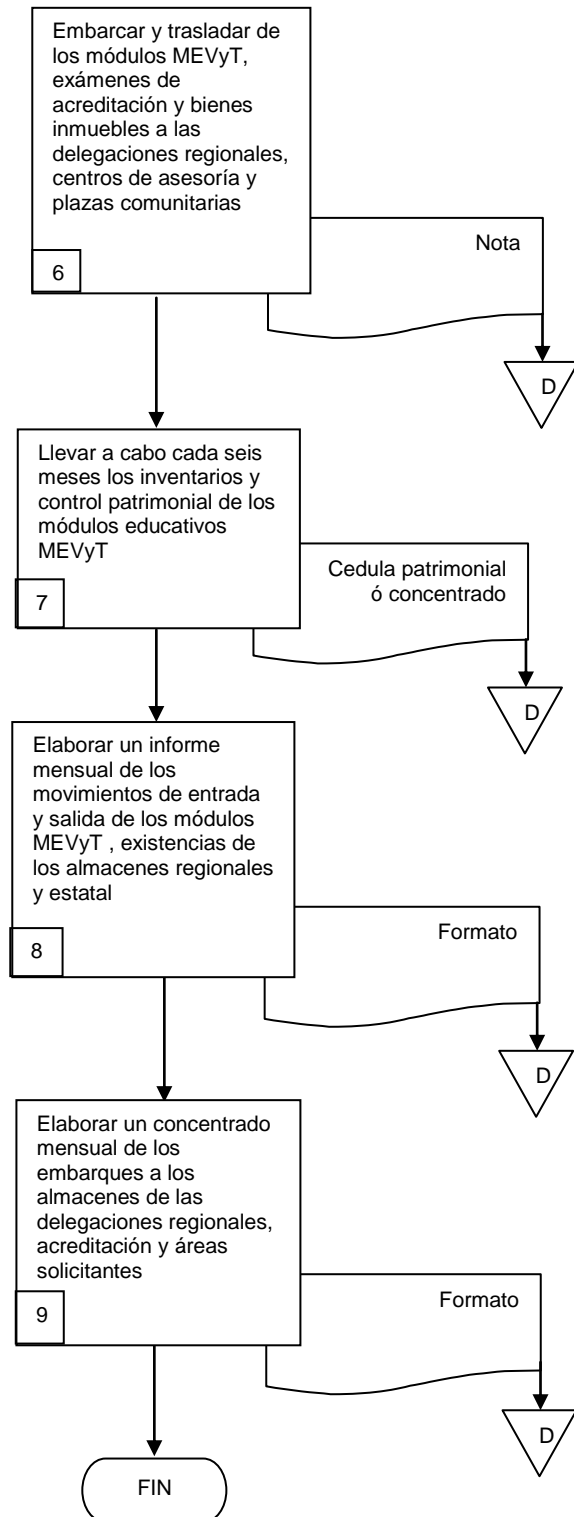 Embarcar y trasladar de
los módulos MEVyT,
exámenes de
acreditación y bienes
inmuebles a las
delegaciones regionales,
centros de asesoría y
plazas comunitarias
6
Nota
D
Llevar a cabo cada seis
meses los inventarios y
control patrimonial de los
módulos educativos
MEVyT
7
Cedula patrimonial
ó concentrado
D
Elaborar un informe
mensual de los
movimientos de entrada
y salida de los módulos
MEVyT , existencias de
los almacenes regionales
y estatal
8
Formato
D
Elaborar un concentrado
mensual de los
embarques a los
almacenes de las
delegaciones regionales,
acreditación y áreas
solicitantes
9
Formato
D
FIN